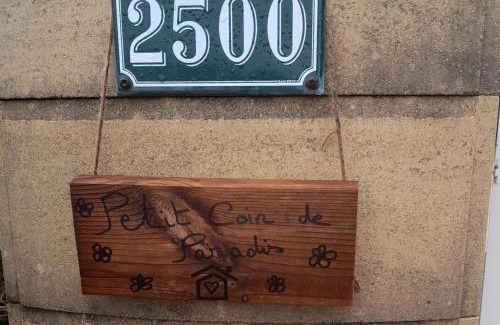 2500
Petit Coin de
Paradis